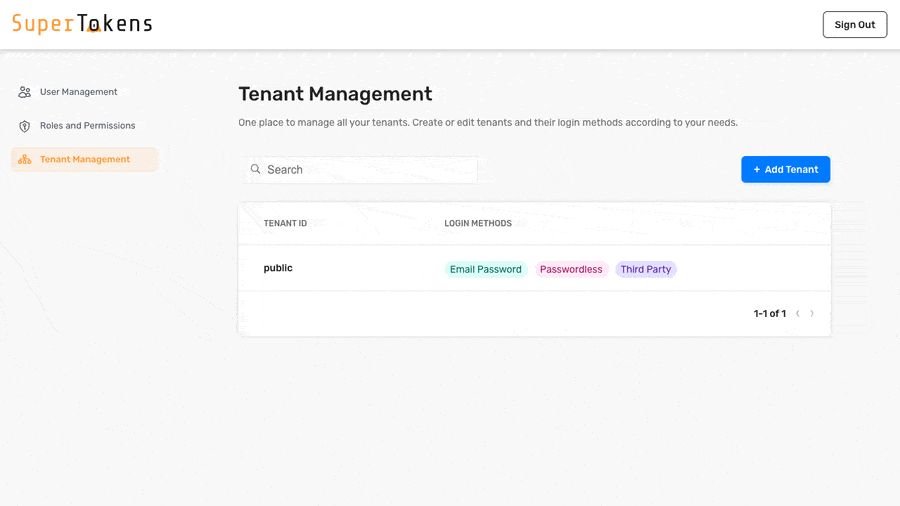 SuperTokens
Sign Out
User Management
Roles and Permissions
Tenant Management
Tenant Management
One place to manage all your tenants. Create or edit tenants and their login methods according to your needs.
Search
+ Add Tenant
TENANT ID LOGIN METHODS
public Email Password Passwordless Third Party
1-1 of 1